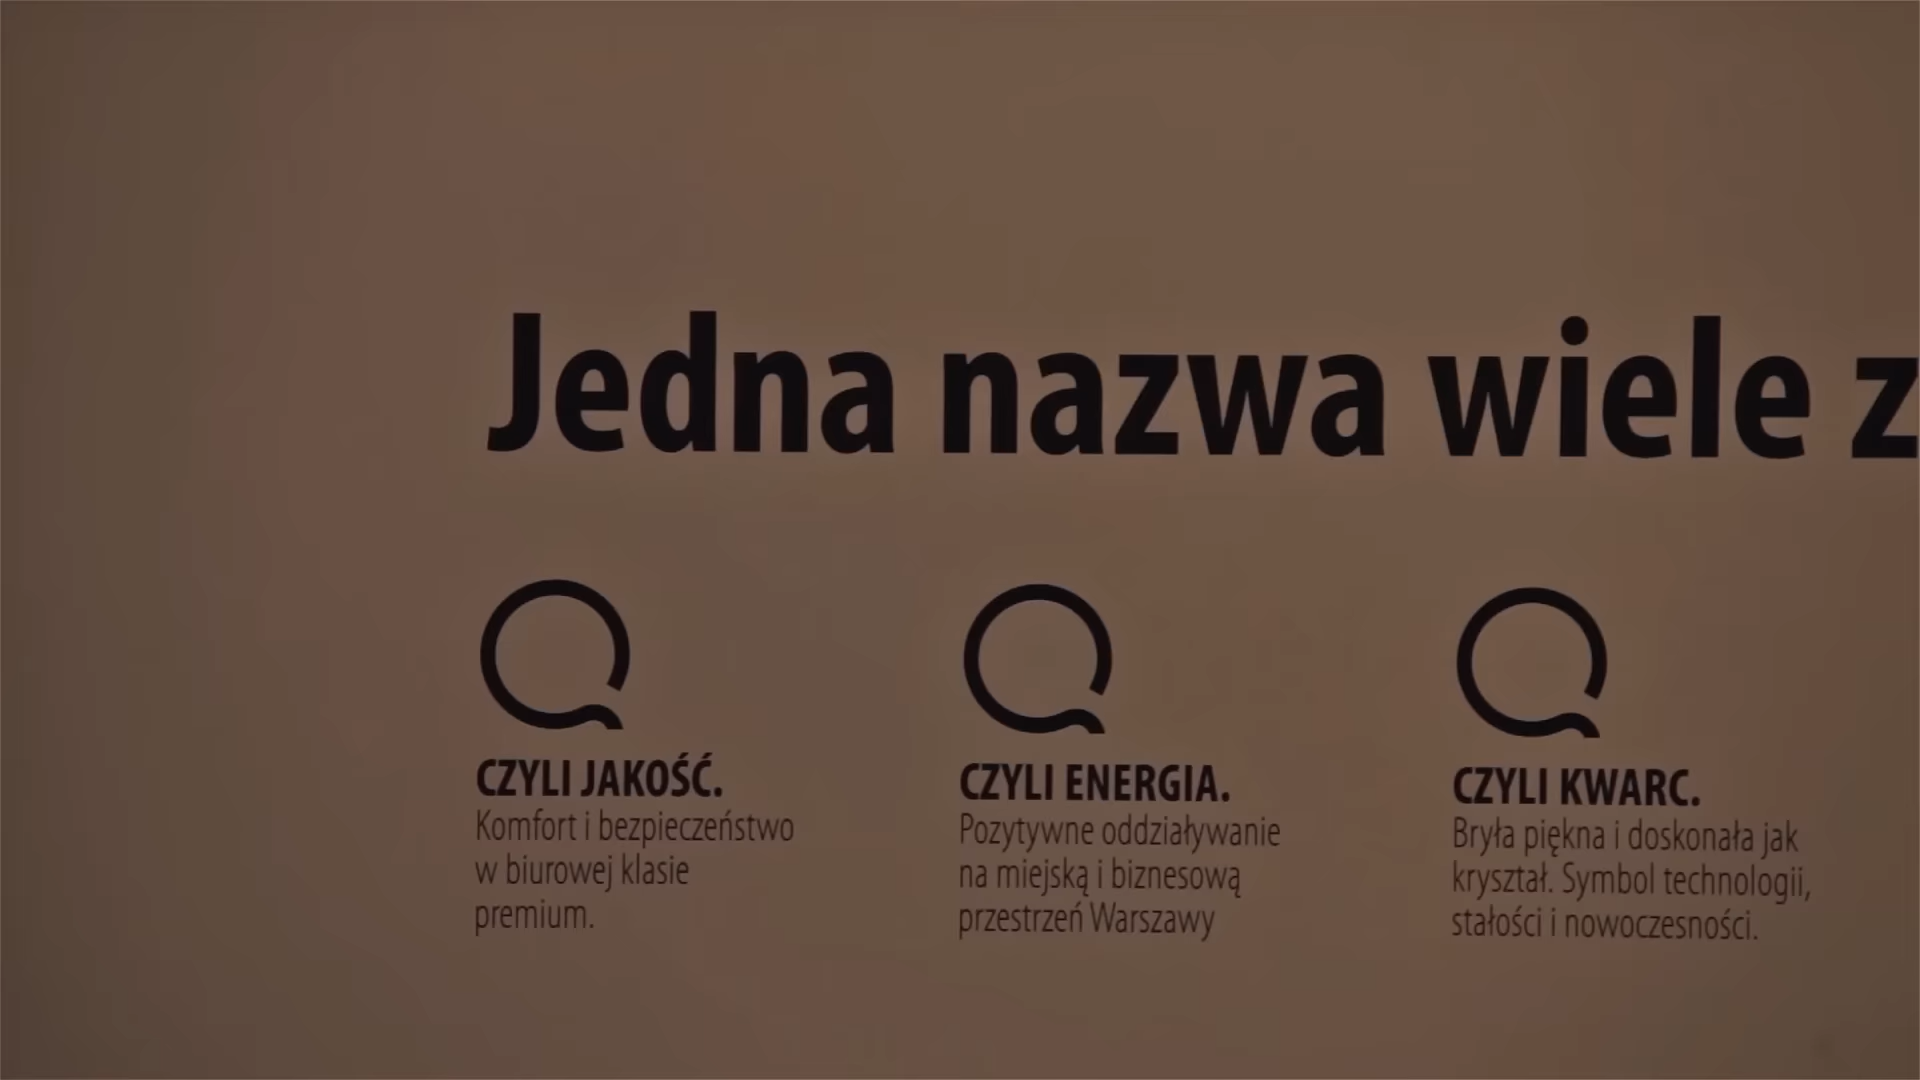 Jedna nazwa wiele z
Q Q Q
CZYLI JAKOŚĆ.
Komfort i bezpieczeństwo
w biurowej klasie
premium.
CZYLI ENERGIA.
Pozytywne oddziaływanie
na miejską i biznesową
przestrzeń Warszawy
CZYLI KWARC.
Bryła piękna i doskonała jak
kryształ. Symbol technologii,
stałości i nowoczesności.